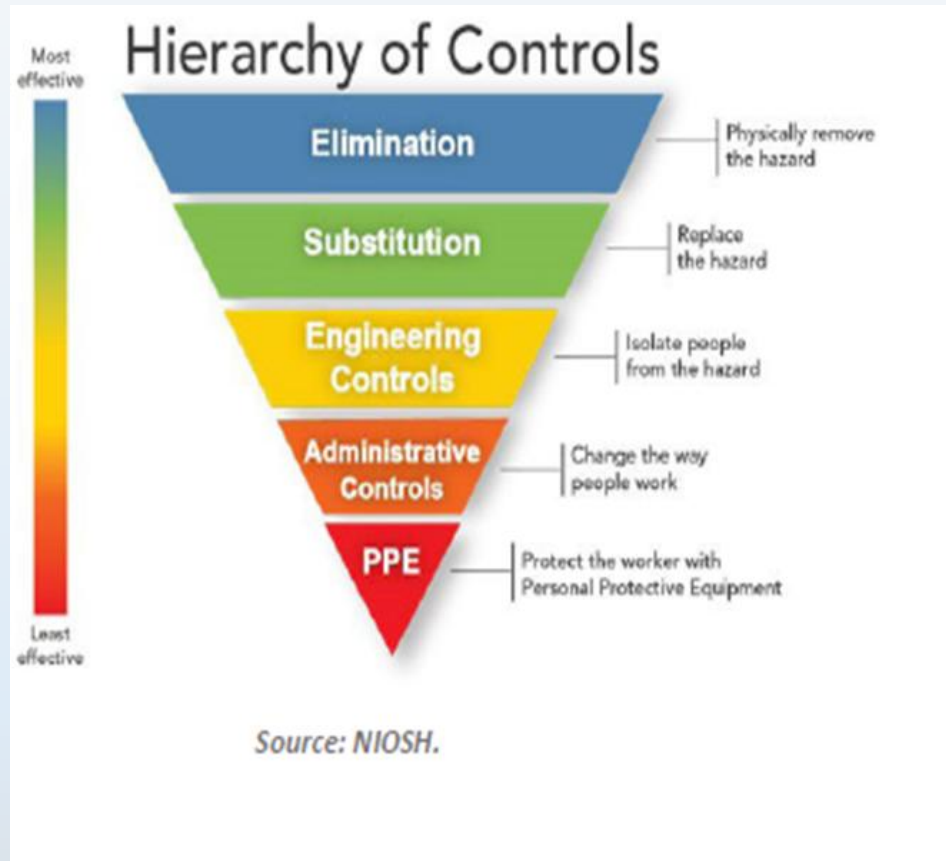 Hierarchy of Controls
Most
effective
Elimination
Physically remove
the hazard
Substitution
Replace
the hazard
Engineering
Controls
Isolate people
from the hazard
Administrative
Controls
Change the way
people work
PPE
Protect the worker with
Personal Protective Equipment
Least
effective
Source: NIOSH.